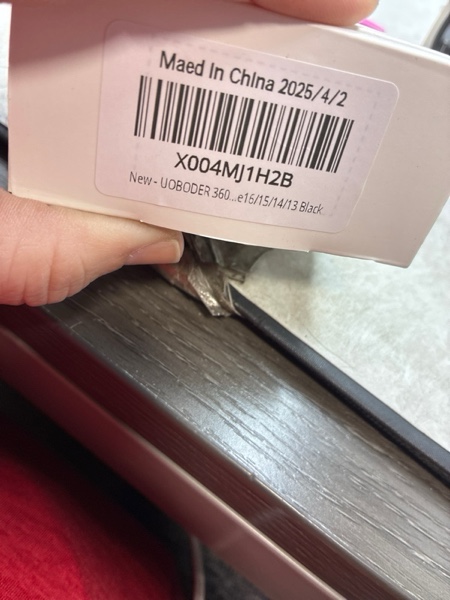 Maed In China 2025/4/2
X004MJ1H2B
New - UOBODER 360...e16/15/14/13 Black